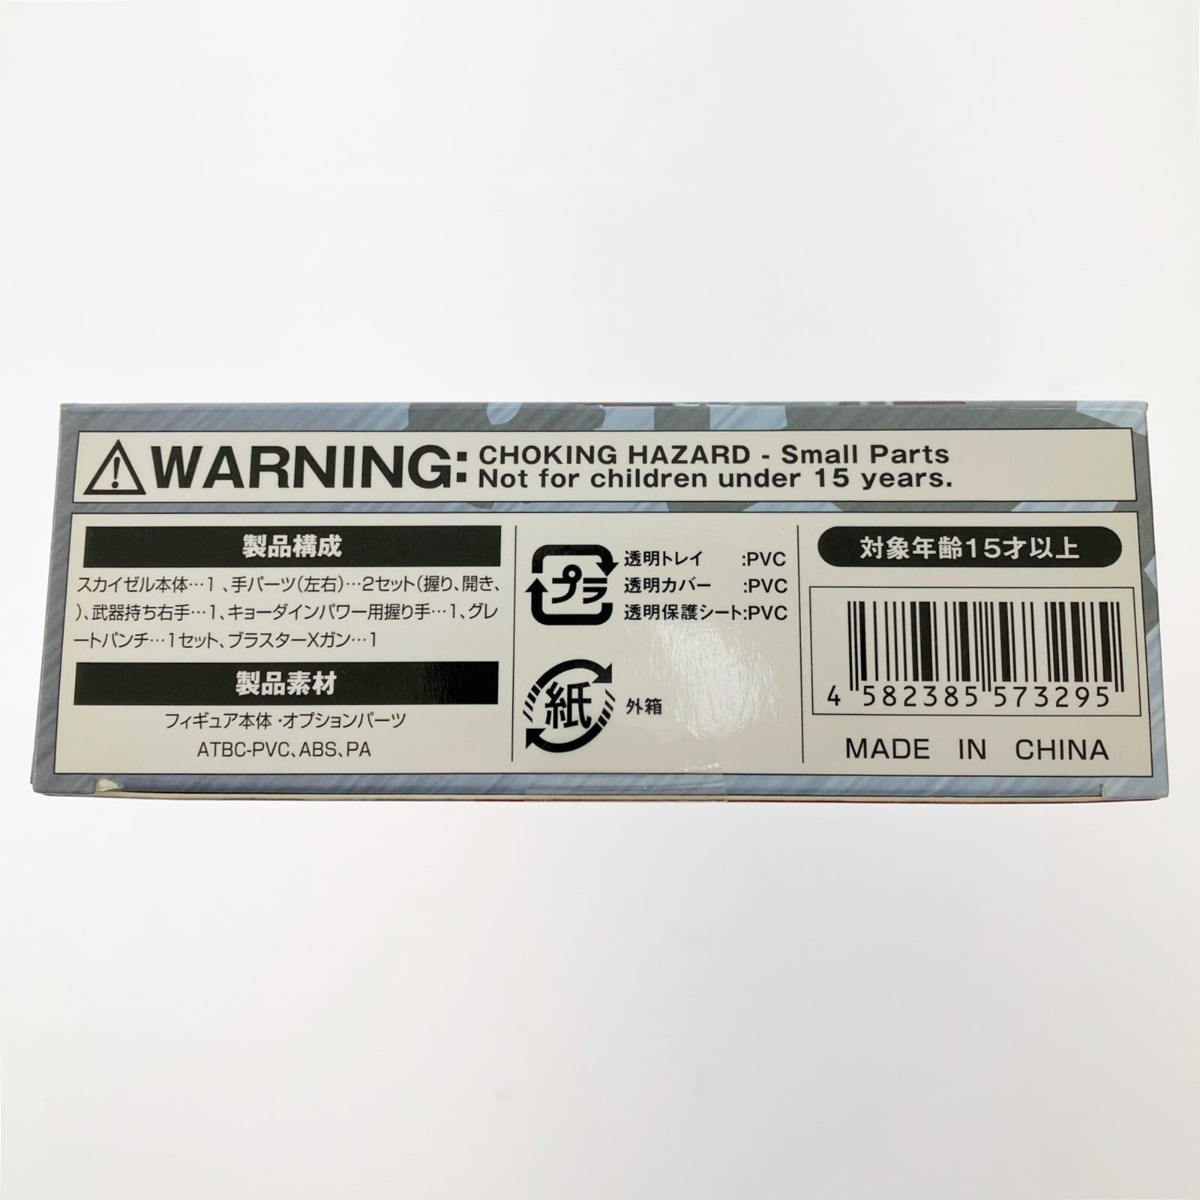 WARNING: CHOKING HAZARD - Small Parts
Not for children under 15 years.
製品構成
スカイゼル本体…1、手パーツ(左右)…2セット(握り、開き、
)、武器持ち右手…1、キョーダインパワー用握り手…1、グレ
ートパンチ…1セット、ブラスターXガン…1
製品素材
フィギュア本体・オプションパーツ
ATBC-PVC、ABS、PA
プラ
透明トレイ :PVC
透明カバー :PVC
透明保護シート:PVC
紙
外箱
対象年齢15才以上
4 582385 573295
MADE IN CHINA